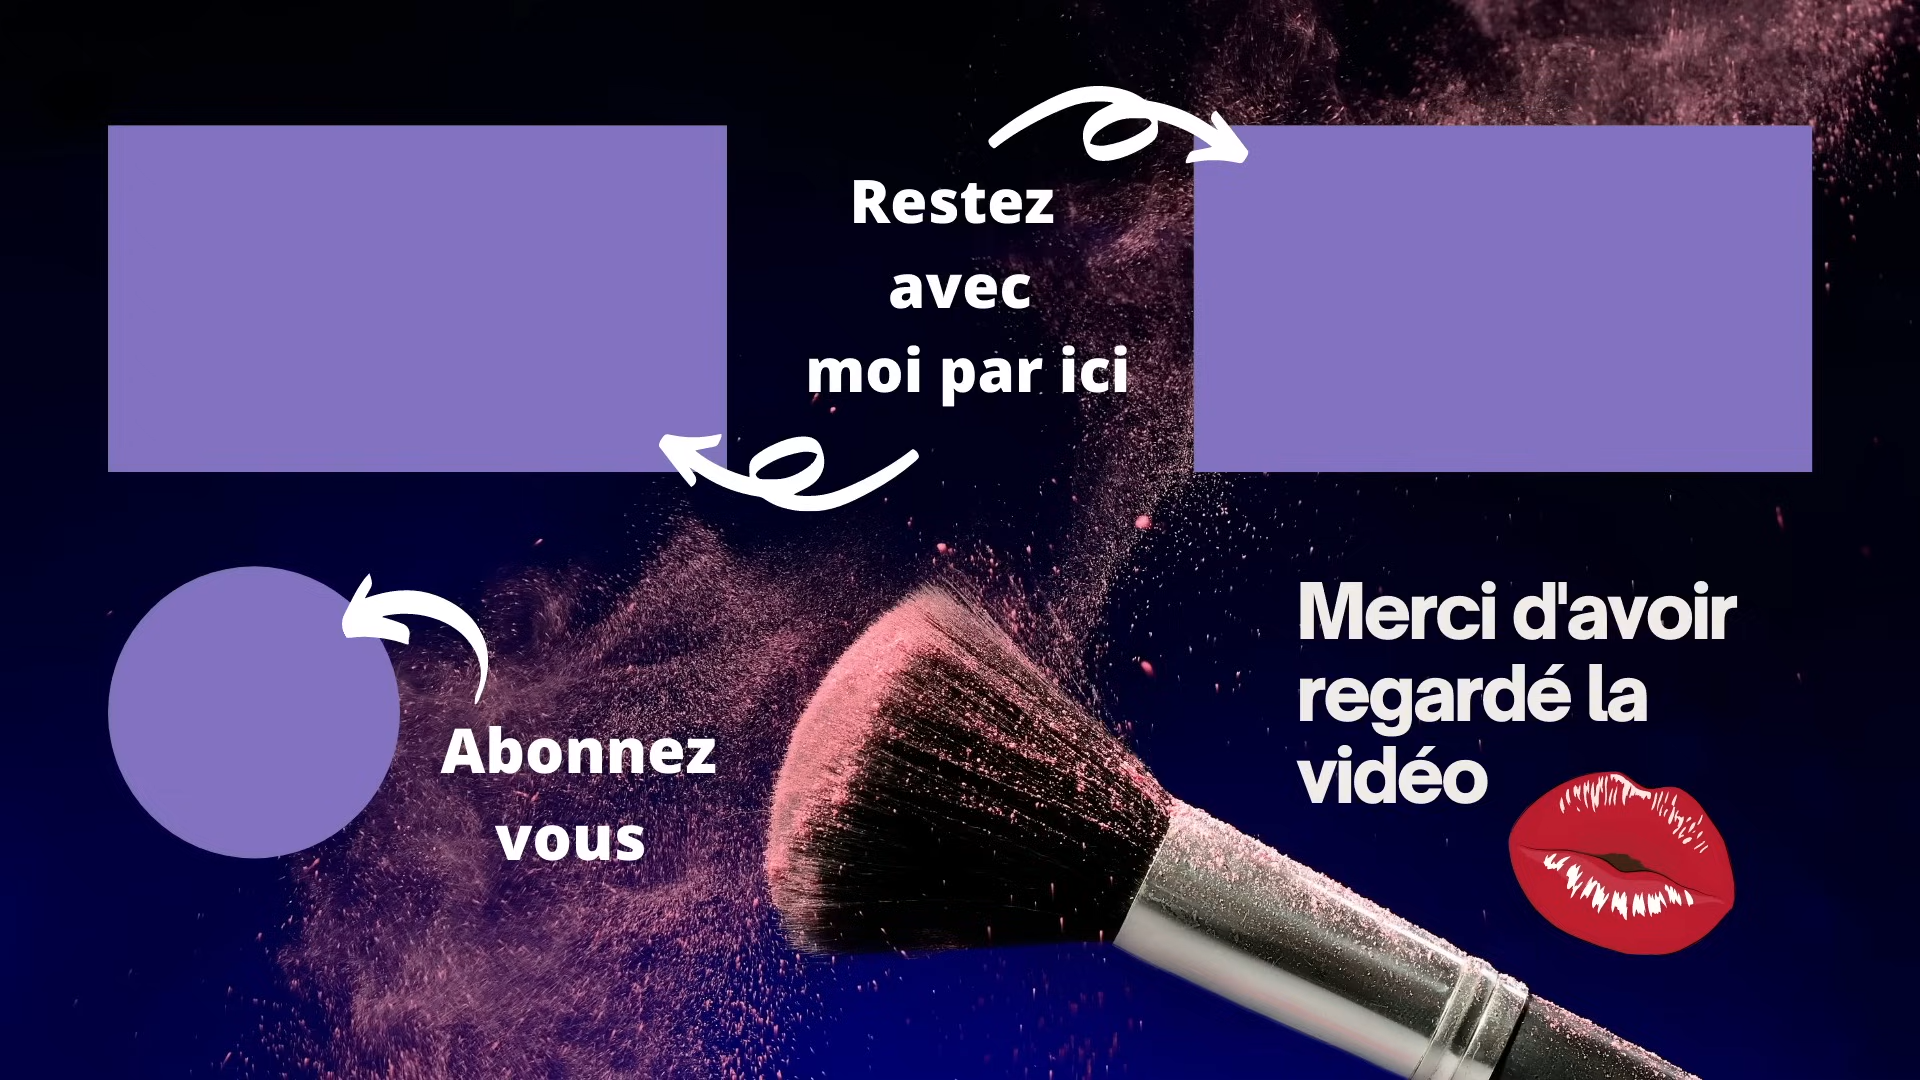 Restez
avec
moi par ici
Abonnez
vous
Merci d'avoir
regardé la
vidéo